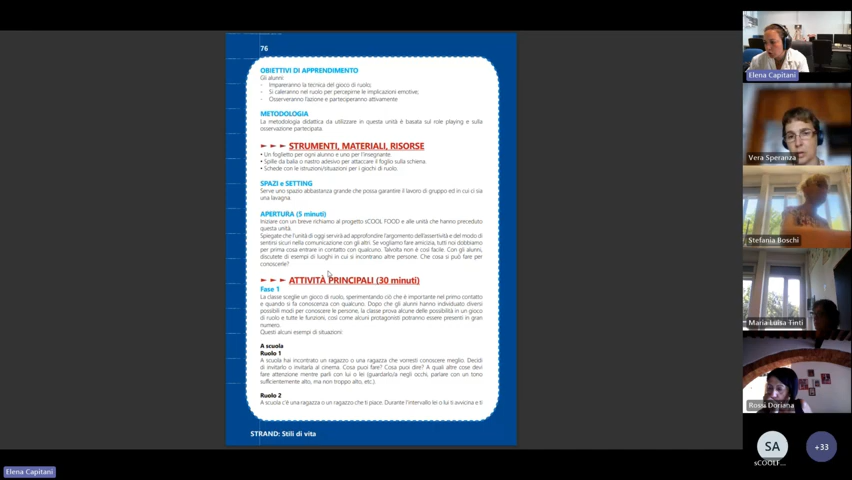 76
OBIETTIVI DI APPRENDIMENTO
Gli alunni:
- Impareranno la tecnica del gioco di ruolo;
- Si caleranno nel ruolo per percepirne le implicazioni emotive;
- Osserveranno l'azione e parteciperanno attivamente
METODOLOGIA
La metodologia didattica da utilizzare in questa unità è basata sul role playing e sulla
osservazione partecipata.
► ► ► STRUMENTI, MATERIALI, RISORSE
• Un foglietto per ogni alunno e uno per l'insegnante.
• Spille da balia o nastro adesivo per attaccare il foglio sulla schiena.
• Schede con le istruzioni/situazioni per i giochi di ruolo.
SPAZI e SETTING
Serve uno spazio abbastanza grande che possa garantire il lavoro di gruppo ed in cui ci sia
una lavagna
APERTURA (5 minuti)
Iniziare con un breve richiamo al progetto sCOOL FOOD e alle unità che hanno preceduto
questa unità.
Spiegate che l'unità di oggi servirà ad approfondire l'argomento dell'assertività e del modo di
sentirsi sicuri nella comunicazione con gli altri. Se vogliamo fare amicizia, tutti noi dobbiamo
per prima cosa entrare in contatto con qualcuno. Talvolta non è così facile. Con gli alunni,
discutete di esempi di luoghi in cui si incontrano altre persone. Che cosa si può fare per
conoscerle?
► ► ► ATTIVITÀ PRINCIPALI (30 minuti)
Fase 1
La classe sceglie un gioco di ruolo, sperimentando ciò che è importante nel primo contatto
e quando si fa conoscenza con qualcuno. Dopo che gli alunni hanno individuato diversi
possibili modi per conoscere le persone, la classe prova alcune delle possibilità in un gioco
di ruolo e tutte le funzioni, così come alcuni protagonisti potranno essere presenti in gran
numero.
Questi alcuni esempi di situazioni:
A scuola
Ruolo 1
A scuola hai incontrato un ragazzo o una ragazza che vorresti conoscere meglio. Decidi
di invitarlo o invitarla al cinema. Cosa puoi fare? Cosa puoi dire? A quali altre cose devi
fare attenzione mentre parli con lui o lei (guardarlo/a negli occhi, parlare con un tono
sufficientemente alto, ma non troppo alto, etc.).
Ruolo 2
A scuola c'è una ragazza o un ragazzo che ti piace. Durante l'intervallo lei o lui ti avvicina e ti
STRAND: Stili di vita
Elena Capitani
Elena Capitani
Vera Speranza
Stefania Boschi
Maria Luisa Tinti
Rossi Doriana
SA
sCOOLF...
+33